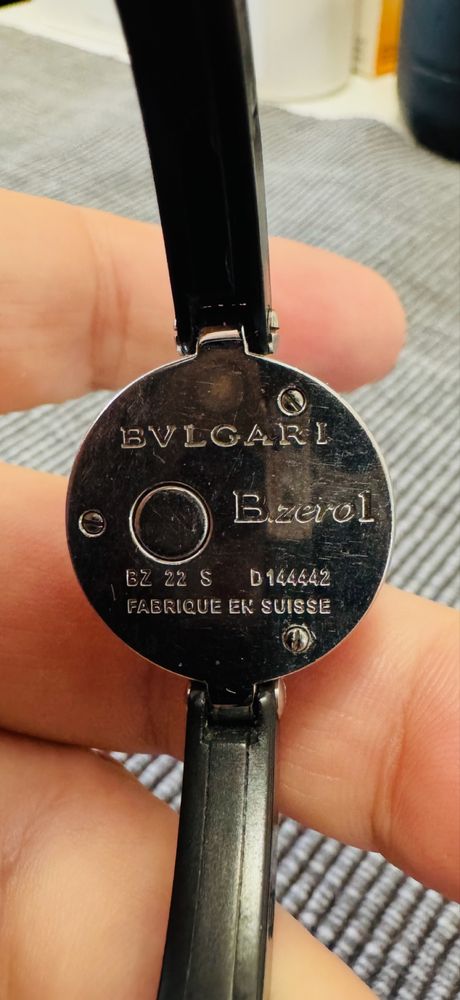 BVLGARI
B.zero1
BZ 22 S D144442
FABRIQUE EN SUISSE